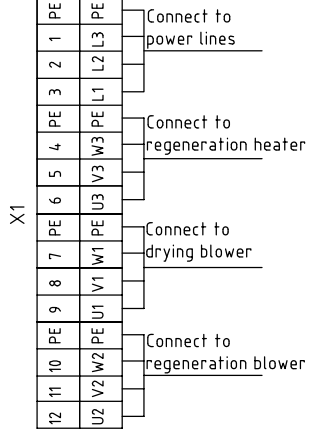 X1
PE PE
1 L3
2 L2
3 L1
Connect to
power lines
PE PE
4 W3
5 V3
6 U3
Connect to
regeneration heater
PE PE
7 W1
8 V1
9 U1
Connect to
drying blower
PE PE
10 W2
11 V2
12 U2
Connect to
regeneration blower